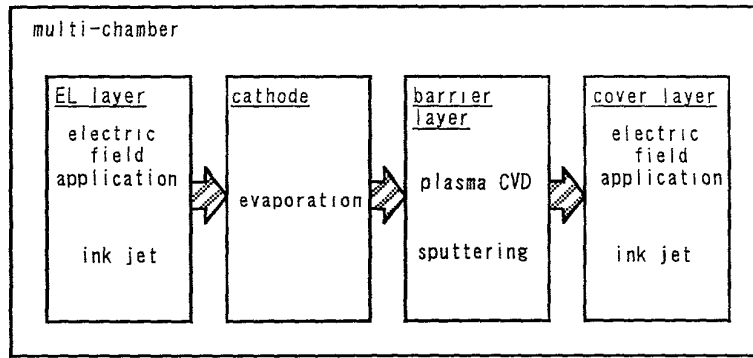 multi-chamber
EL layer
electric
field
application
ink jet
cathode
evaporation
barrier
layer
plasma CVD
sputtering
cover layer
electric
field
application
ink jet